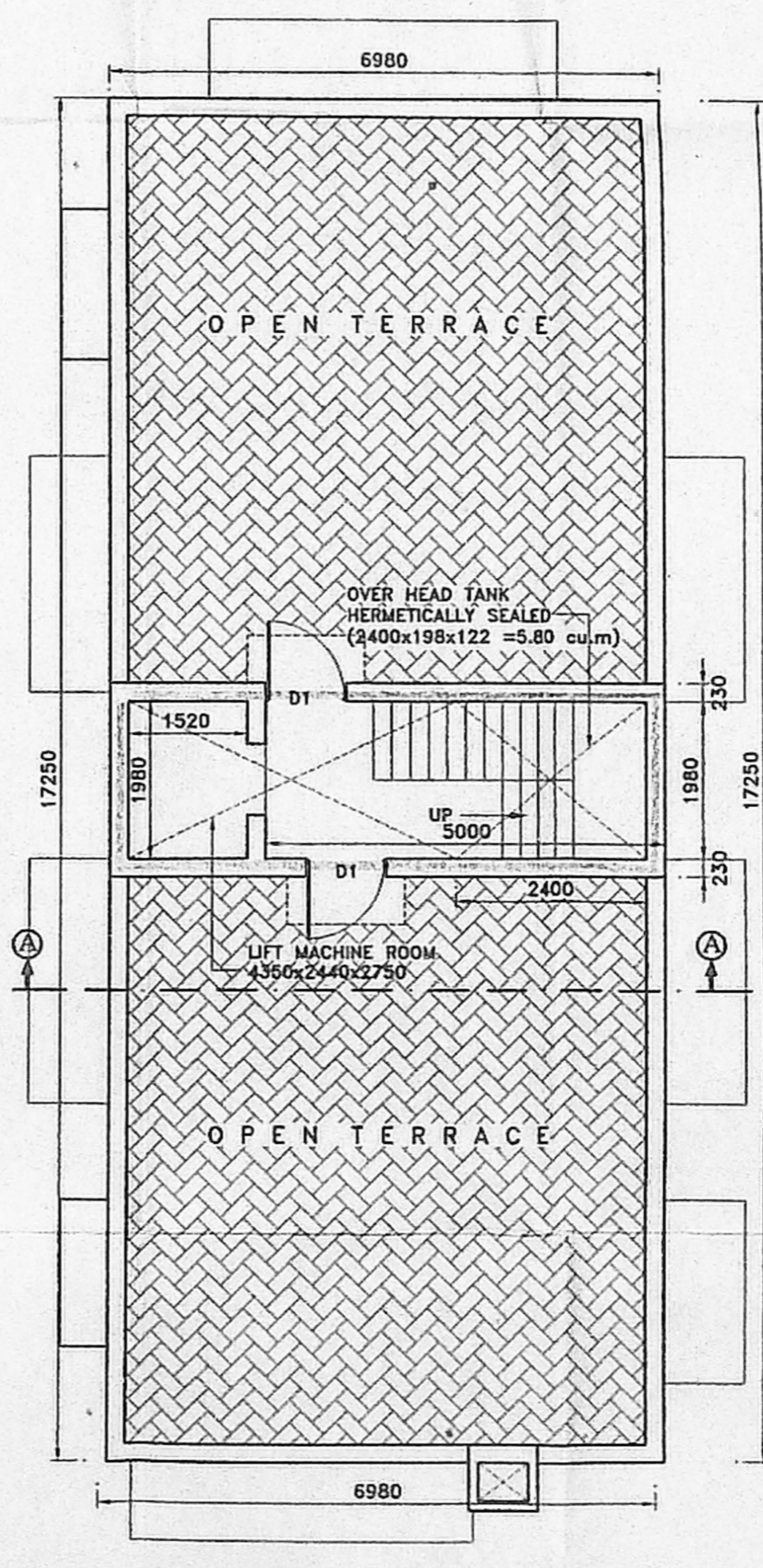 6980
OPEN TERRACE
OVER HEAD TANK
HERMETICALLY SEALED
(2400x198x122 =5.80 cu.m)
D1
230
1520
1980
1980
17250
17250
UP
5000
D1
230
2400
A
A
LIFT MACHINE ROOM
4350x2440x2750
OPEN TERRACE
6980